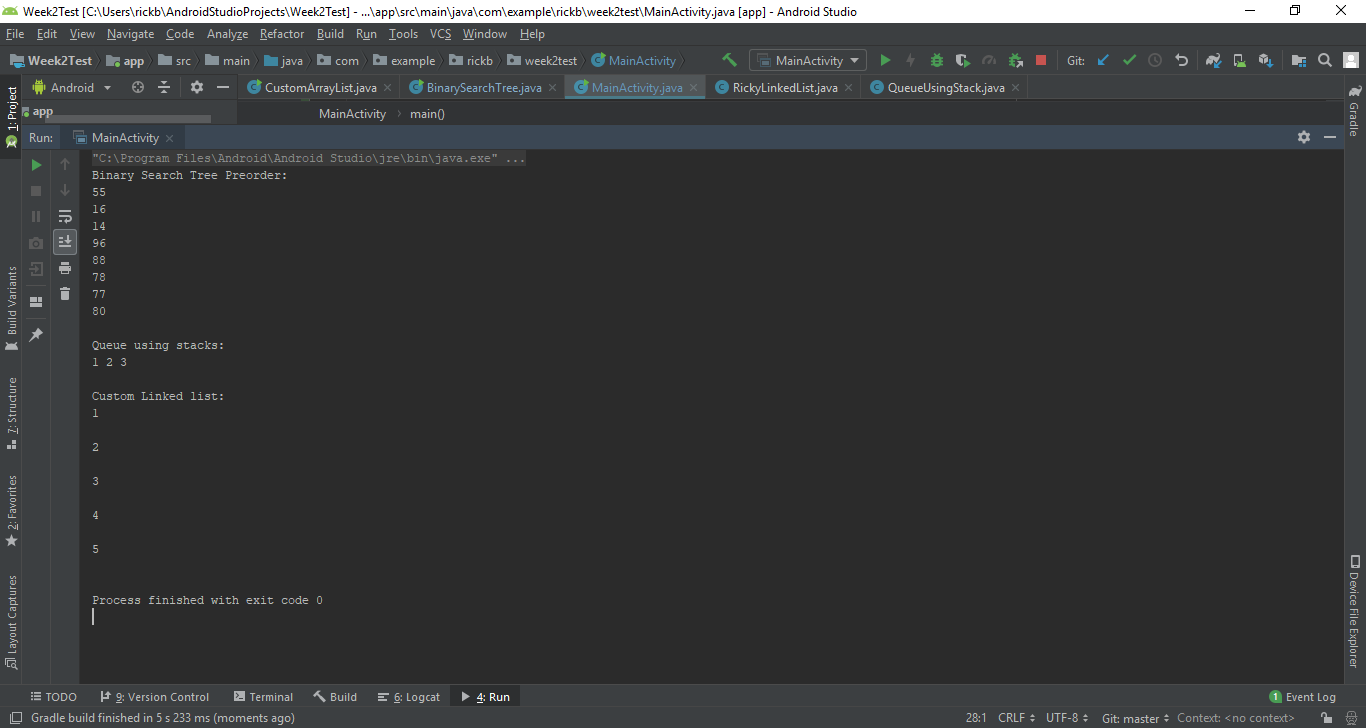 Week2Test [C:\Users\rickb\AndroidStudioProjects\Week2Test] - ...\app\src\main\java\com\example\rickb\week2test\MainActivity.java [app] - Android Studio
File Edit View Navigate Code Analyze Refactor Build Run Tools VCS Window Help
Week2Test app src main java com example rickb week2test MainActivity MainActivity Git:
1: Project
Android CustomArrayList.java BinarySearchTree.java MainActivity.java RickyLinkedList.java QueueUsingStack.java
Gradle
app MainActivity main()
Run: MainActivity
"C:\Program Files\Android\Android Studio\jre\bin\java.exe" ...
Binary Search Tree Preorder:
55
16
14
96
88
78
77
80
Queue using stacks:
1 2 3
Custom Linked list:
1
2
3
4
5
Process finished with exit code 0
Build Variants
7: Structure
2: Favorites
Layout Captures
Device File Explorer
TODO 9: Version Control Terminal Build 6: Logcat 4: Run 1 Event Log
Gradle build finished in 5 s 233 ms (moments ago) 28:1 CRLF UTF-8 Git: master Context: <no context>